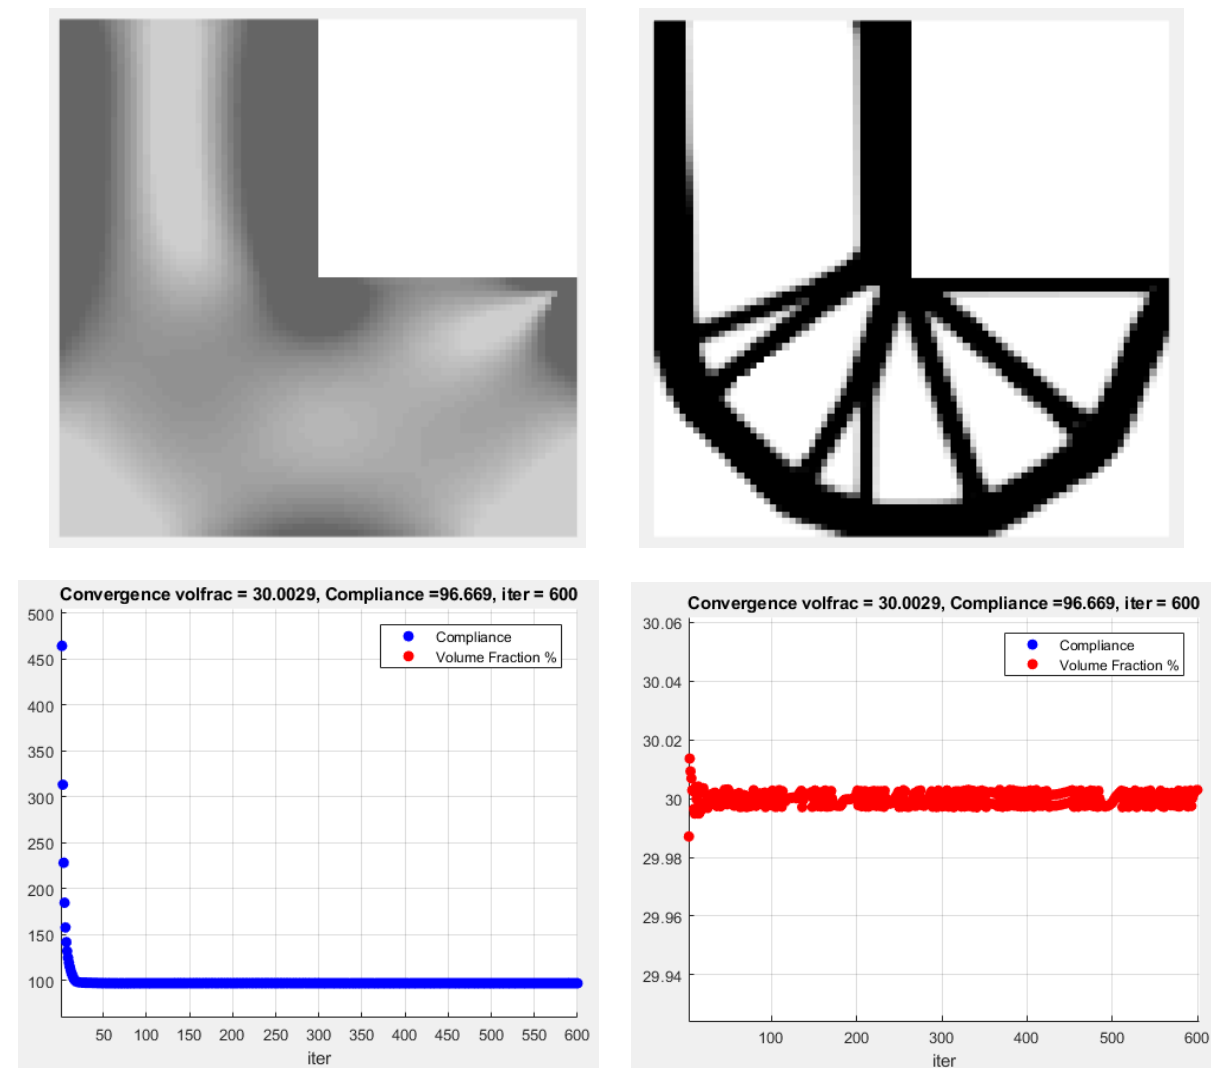 Convergence volfrac = 30.0029, Compliance =96.669, iter = 600
500
450
400
350
300
250
200
150
100
Compliance
Volume Fraction %
50 100 150 200 250 300 350 400 450 500 550 600
iter
Convergence volfrac = 30.0029, Compliance =96.669, iter = 600
30.06
30.04
30.02
30
29.98
29.96
29.94
Compliance
Volume Fraction %
100 200 300 400 500 600
iter